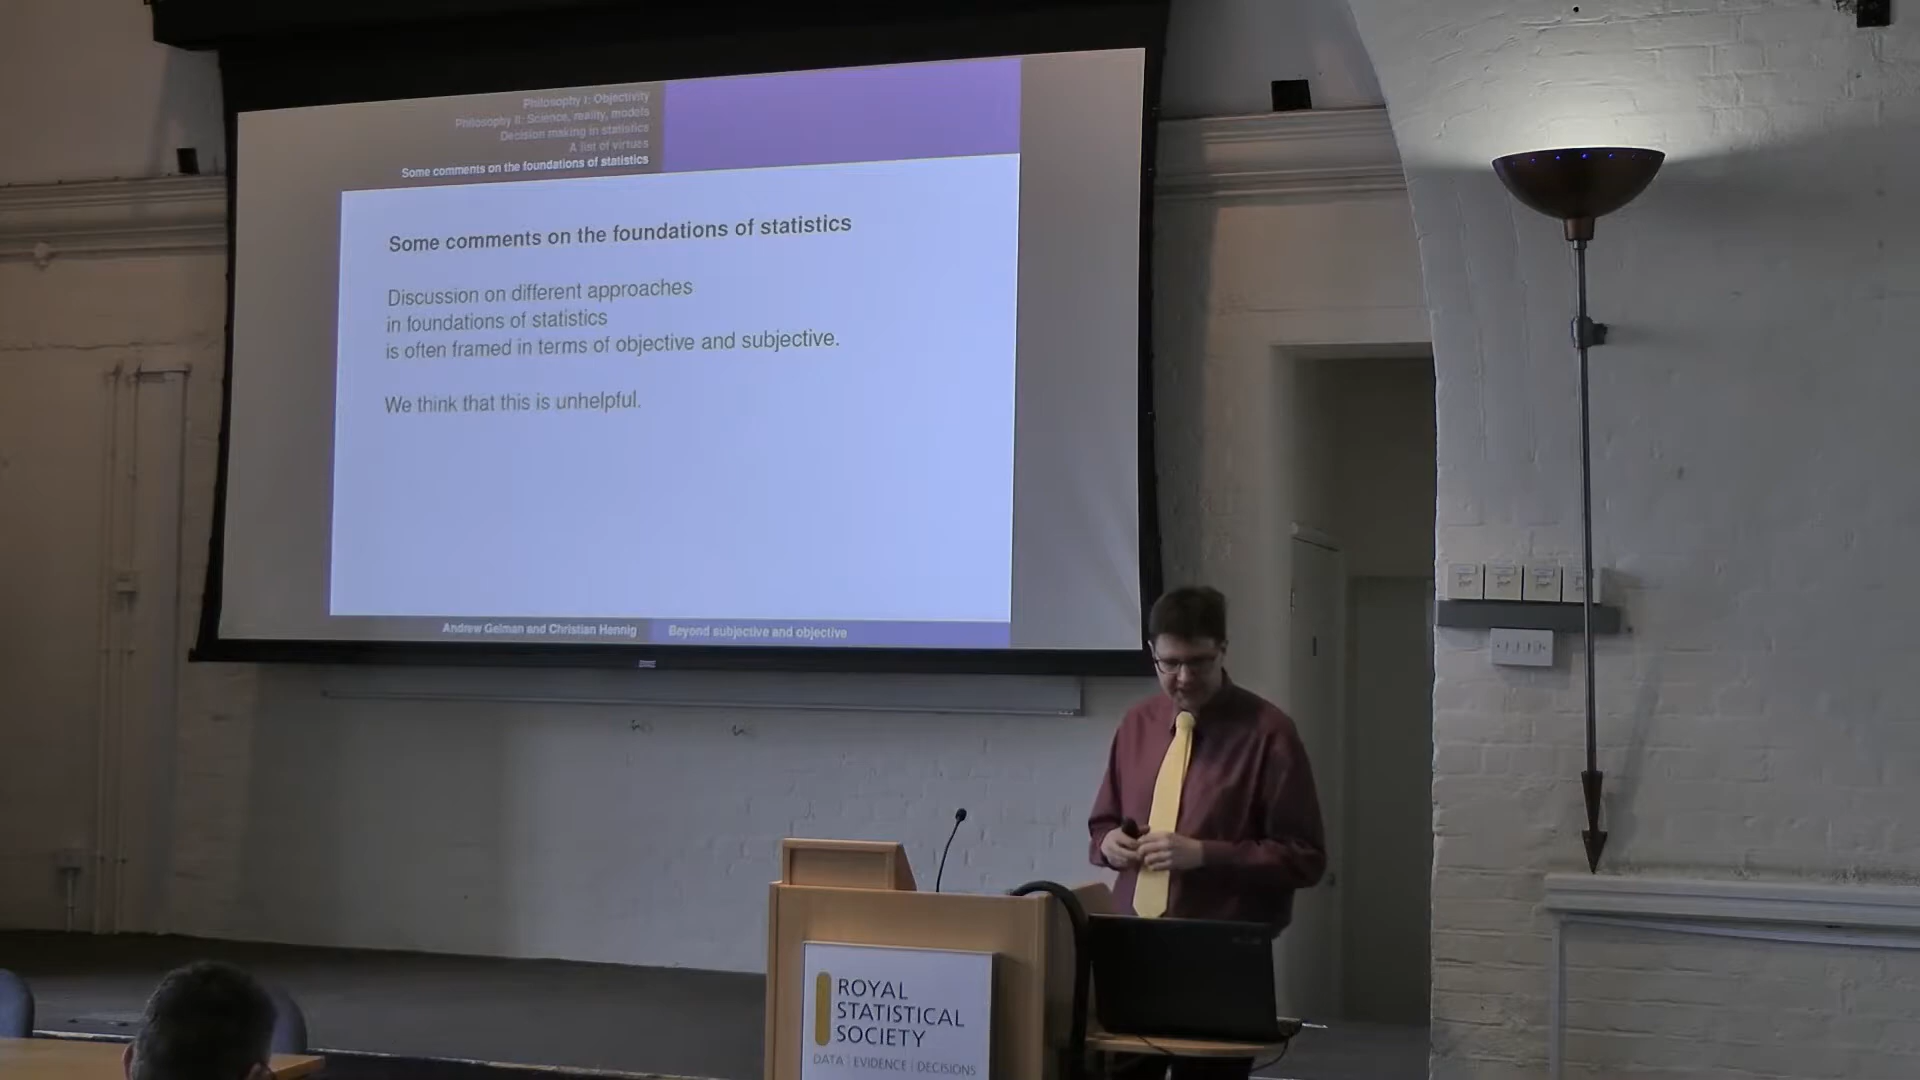 Philosophy I: Objectivity
Philosophy II: Science, reality, models
Decision making in statistics
A list of virtues
Some comments on the foundations of statistics
Some comments on the foundations of statistics
Discussion on different approaches
in foundations of statistics
is often framed in terms of objective and subjective.
We think that this is unhelpful.
Andrew Gelman and Christian Hennig
Beyond subjective and objective
ROYAL
STATISTICAL
SOCIETY
DATA | EVIDENCE | DECISIONS